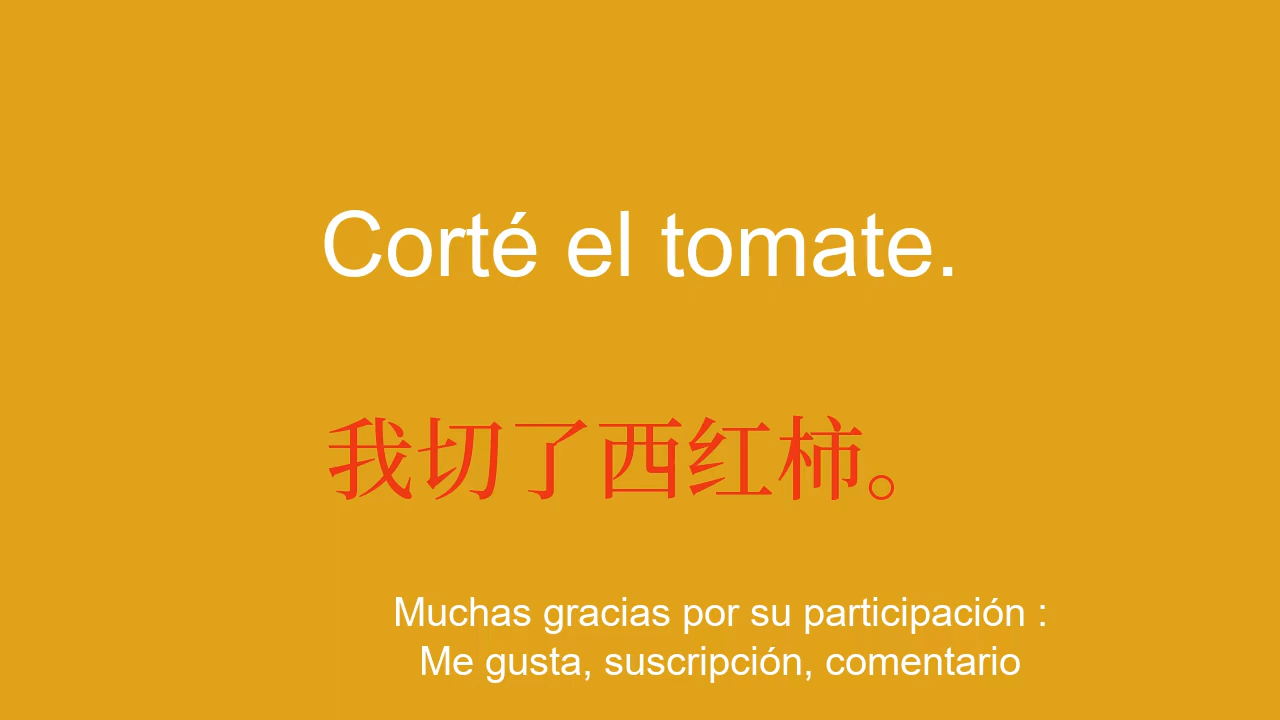 Corté el tomate.
我切了西红柿。
Muchas gracias por su participación :
Me gusta, suscripción, comentario